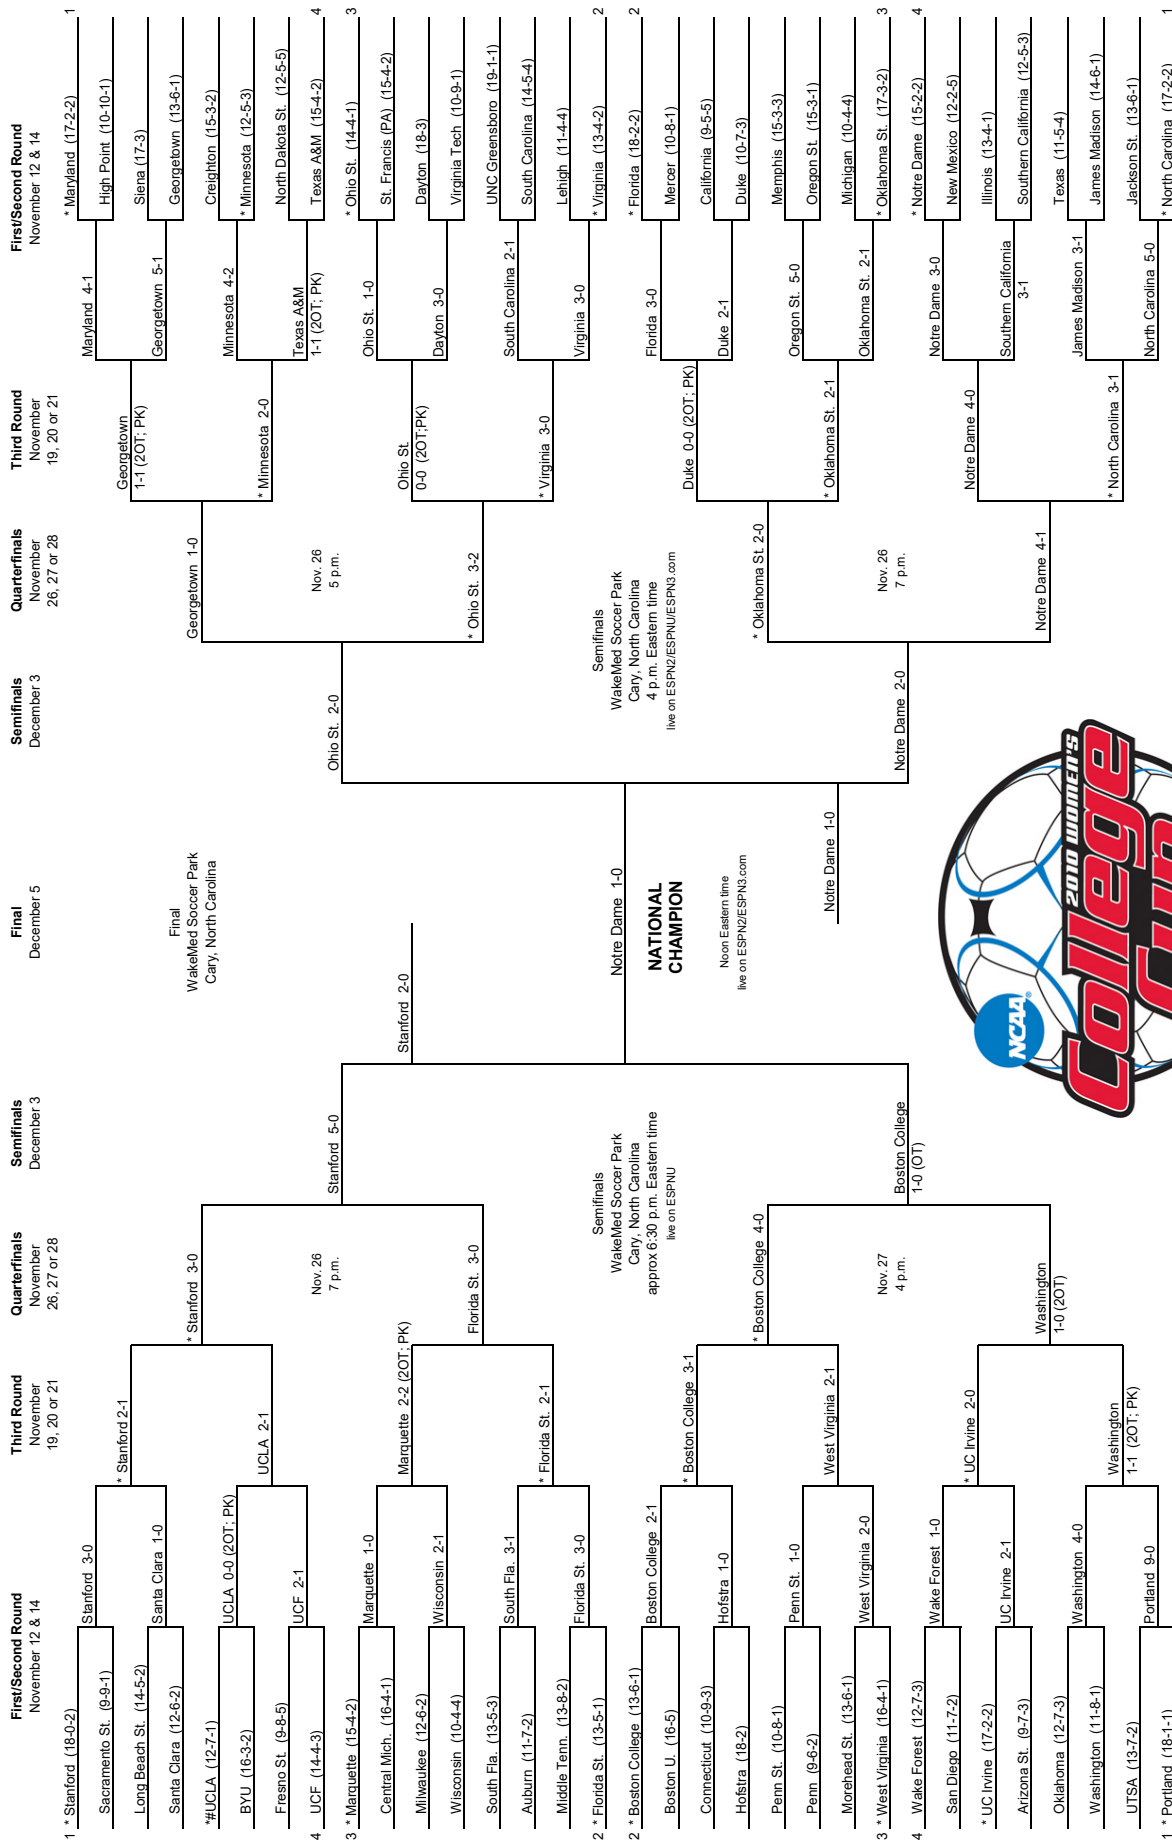 First/Second Round
November 12 & 14
Third Round
November
19, 20 or 21
Quarterfinals
November
26, 27 or 28
Semifinals
December 3
Final
December 5
Semifinals
December 3
Quarterfinals
November
26, 27 or 28
Third Round
November
19, 20 or 21
First/Second Round
November 12 & 14
1 * Stanford (18-0-2)
Sacramento St. (9-9-1)
Long Beach St. (14-5-2)
Santa Clara (12-6-2)
*#UCLA (12-7-1)
BYU (16-3-2)
Fresno St. (9-8-5)
4 UCF (14-4-3)
3 * Marquette (15-4-2)
Central Mich. (16-4-1)
Milwaukee (12-6-2)
Wisconsin (10-4-4)
South Fla. (13-5-3)
Auburn (11-7-2)
Middle Tenn. (13-8-2)
2 * Florida St. (13-5-1)
2 * Boston College (13-6-1)
Boston U. (16-5)
Connecticut (10-9-3)
Hofstra (18-2)
Penn St. (10-8-1)
Penn (9-6-2)
Morehead St. (13-6-1)
3 * West Virginia (16-4-1)
4 Wake Forest (12-7-3)
San Diego (11-7-2)
* UC Irvine (17-2-2)
Arizona St. (9-7-3)
Oklahoma (12-7-3)
Washington (11-8-1)
UTSA (13-7-2)
1 * Portland (18-1-1)
Stanford 3-0
Santa Clara 1-0
UCLA 0-0 (2OT; PK)
UCF 2-1
Marquette 1-0
Wisconsin 2-1
South Fla. 3-1
Florida St. 3-0
Boston College 2-1
Hofstra 1-0
Penn St. 1-0
West Virginia 2-0
Wake Forest 1-0
UC Irvine 2-1
Washington 4-0
Portland 9-0
* Stanford 2-1
UCLA 2-1
Marquette 2-2 (2OT; PK)
* Florida St. 2-1
* Boston College 3-1
West Virginia 2-1
* UC Irvine 2-0
Washington
1-1 (2OT; PK)
* Stanford 3-0
Nov. 26
7 p.m.
Florida St. 3-0
* Boston College 4-0
Nov. 27
4 p.m.
Washington
1-0 (2OT)
Stanford 5-0
Semifinals
WakeMed Soccer Park
Cary, North Carolina
approx 6:30 p.m. Eastern time
live on ESPNU
Boston College
1-0 (OT)
Stanford 2-0
Final
WakeMed Soccer Park
Cary, North Carolina
Notre Dame 1-0
NATIONAL
CHAMPION
Noon Eastern time
live on ESPN2/ESPN3.com
Notre Dame 1-0
Ohio St. 2-0
Semifinals
WakeMed Soccer Park
Cary, North Carolina
4 p.m. Eastern time
live on ESPN2/ESPNU/ESPN3.com
Notre Dame 2-0
Georgetown 1-0
Nov. 26
5 p.m.
* Ohio St. 3-2
* Oklahoma St. 2-0
Nov. 26
7 p.m.
Notre Dame 4-1
Georgetown
1-1 (2OT; PK)
* Minnesota 2-0
Ohio St.
0-0 (2OT;PK)
* Virginia 3-0
Duke 0-0 (2OT; PK)
* Oklahoma St. 2-1
Notre Dame 4-0
* North Carolina 3-1
Maryland 4-1
Georgetown 5-1
Minnesota 4-2
Texas A&M
1-1 (2OT; PK)
Ohio St. 1-0
Dayton 3-0
South Carolina 2-1
Virginia 3-0
Florida 3-0
Duke 2-1
Oregon St. 5-0
Oklahoma St. 2-1
Notre Dame 3-0
Southern California
3-1
James Madison 3-1
North Carolina 5-0
* Maryland (17-2-2) 1
High Point (10-10-1)
Siena (17-3)
Georgetown (13-6-1)
Creighton (15-3-2)
* Minnesota (12-5-3)
North Dakota St. (12-5-5)
Texas A&M (15-4-2) 4
* Ohio St. (14-4-1) 3
St. Francis (PA) (15-4-2)
Dayton (18-3)
Virginia Tech (10-9-1)
UNC Greensboro (19-1-1)
South Carolina (14-5-4)
Lehigh (11-4-4)
* Virginia (13-4-2) 2
* Florida (18-2-2) 2
Mercer (10-8-1)
California (9-5-5)
Duke (10-7-3)
Memphis (15-3-3)
Oregon St. (15-3-1)
Michigan (10-4-4)
* Oklahoma St. (17-3-2) 3
* Notre Dame (15-2-2) 4
New Mexico (12-2-5)
Illinois (13-4-1)
Southern California (12-5-3)
Texas (11-5-4)
James Madison (14-6-1)
Jackson St. (13-6-1)
* North Carolina (17-2-2) 1
NCAA
2010 WOMEN'S
College
Cup